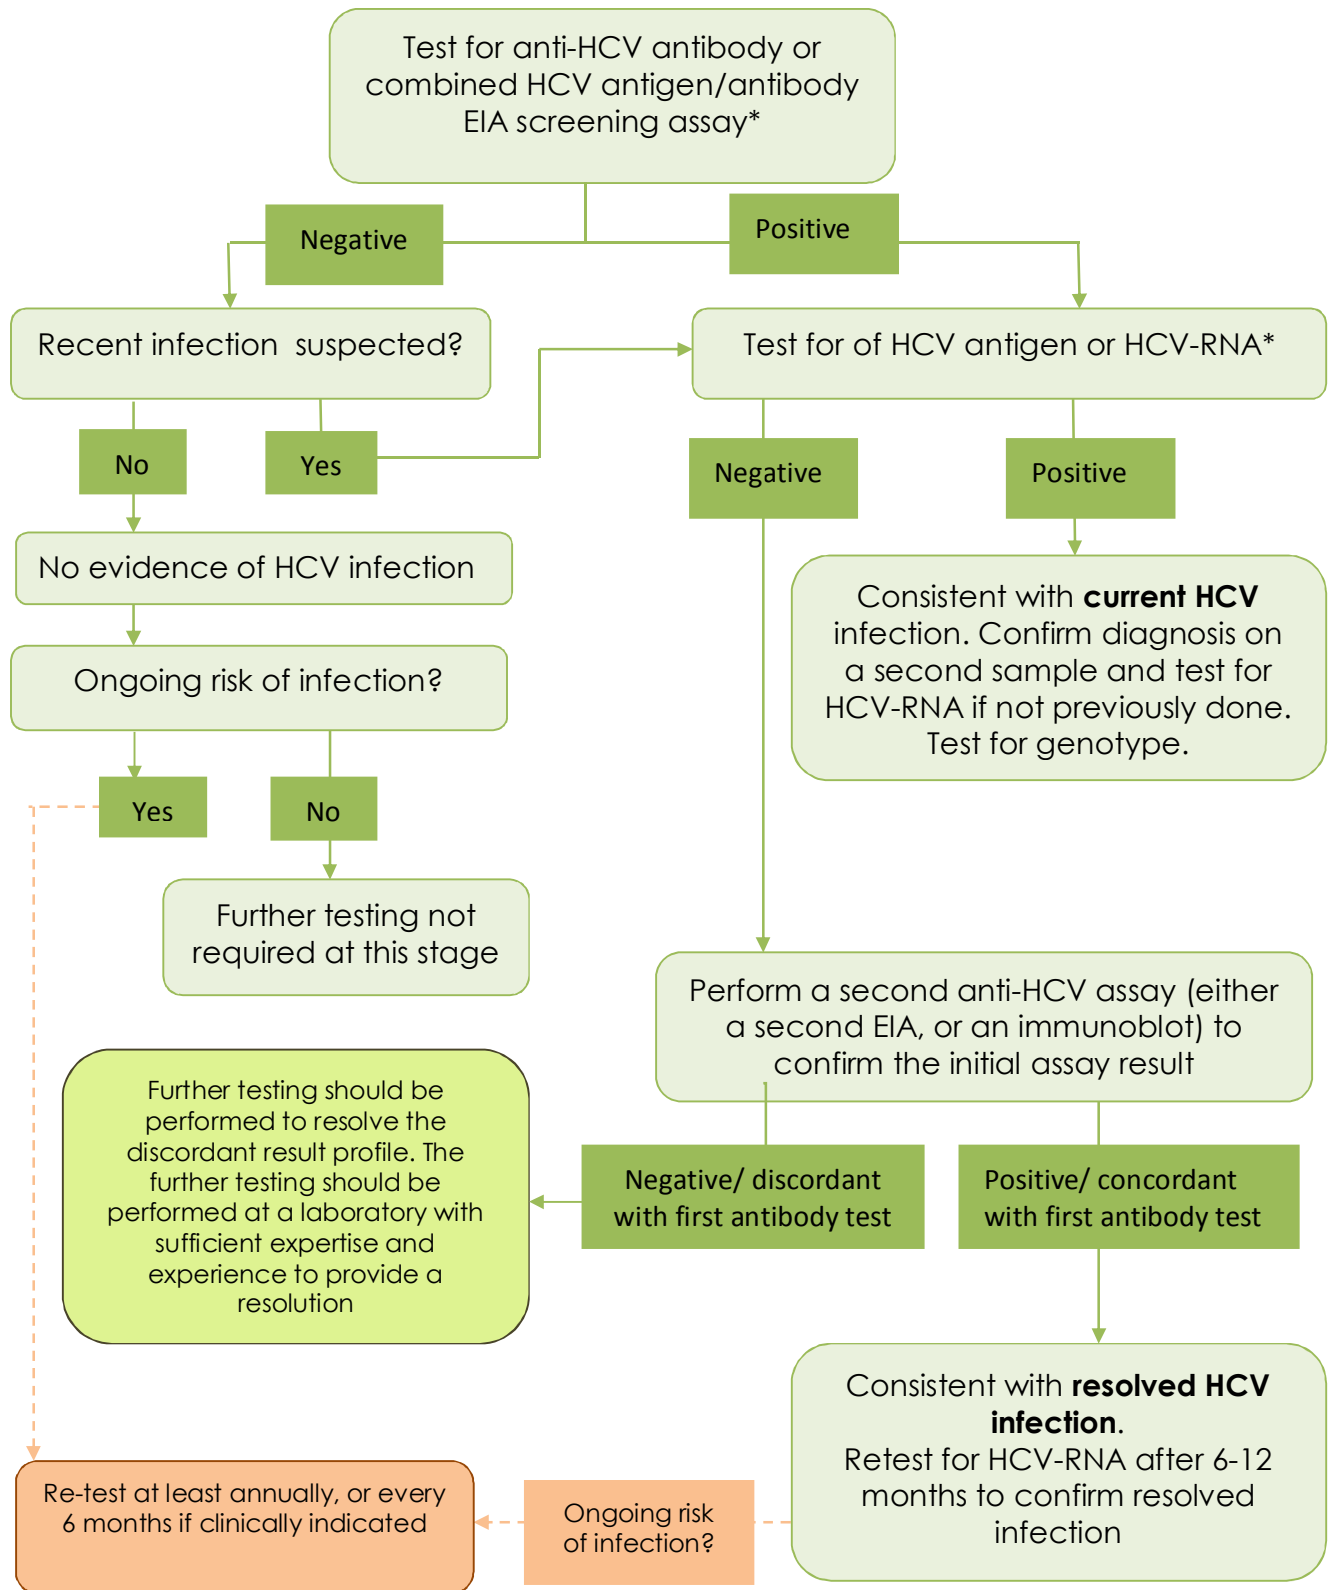 Test for anti-HCV antibody or
combined HCV antigen/antibody
EIA screening assay*
Negative
Positive
Recent infection suspected?
Test for of HCV antigen or HCV-RNA*
No
Yes
Negative
Positive
No evidence of HCV infection
Consistent with current HCV
infection. Confirm diagnosis on
a second sample and test for
HCV-RNA if not previously done.
Test for genotype.
Ongoing risk of infection?
Yes
No
Further testing not
required at this stage
Perform a second anti-HCV assay (either
a second EIA, or an immunoblot) to
confirm the initial assay result
Further testing should be
performed to resolve the
discordant result profile. The
further testing should be
performed at a laboratory with
sufficient expertise and
experience to provide a
resolution
Negative/ discordant
with first antibody test
Positive/ concordant
with first antibody test
Consistent with resolved HCV
infection.
Retest for HCV-RNA after 6-12
months to confirm resolved
infection
Re-test at least annually, or every
6 months if clinically indicated
Ongoing risk
of infection?